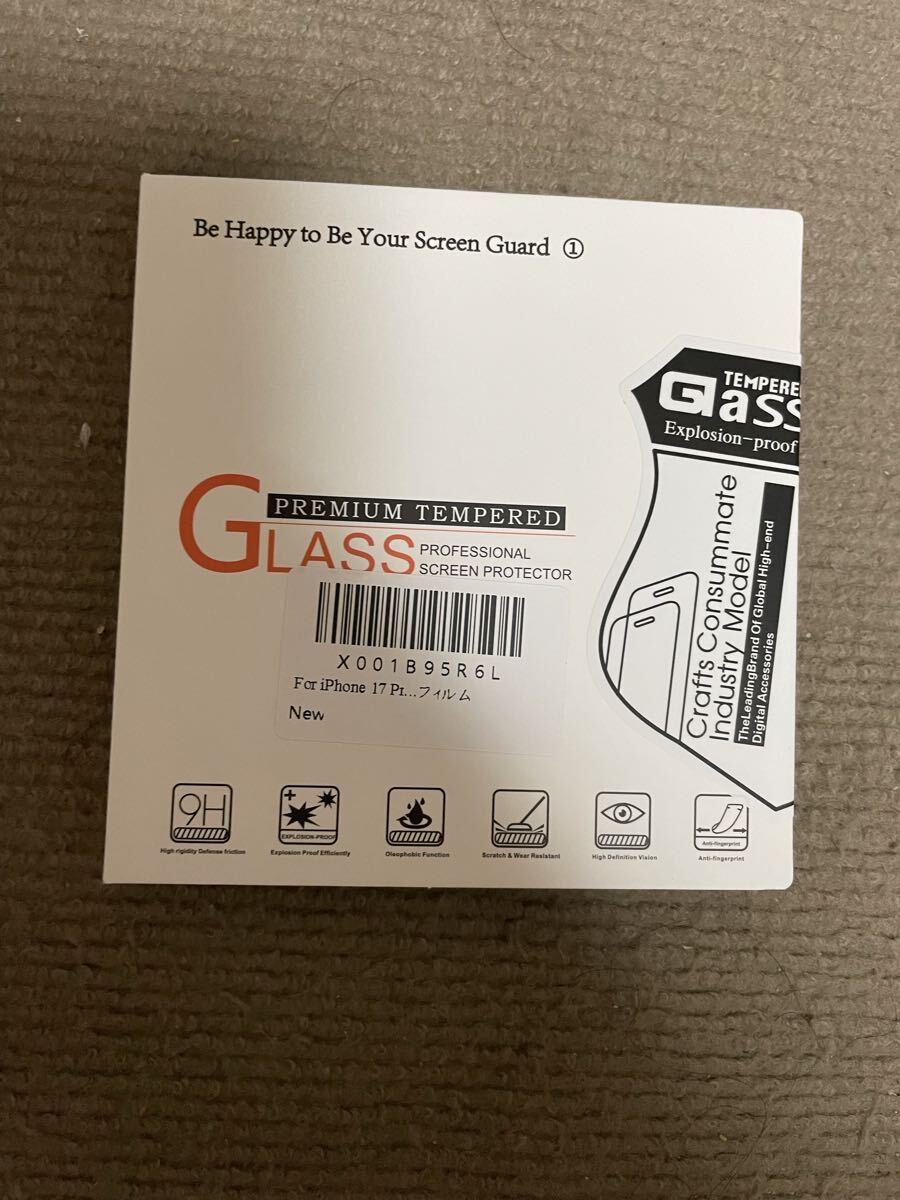 Be Happy to Be Your Screen Guard ①
TEMPERE
Glass
Explosion-proof
Crafts Consummate
Industry Model
TheLeadingBrand Of Global High-end
Digital Accessories
PREMIUM TEMPERED
GLASS
PROFESSIONAL
SCREEN PROTECTOR
X001B95R6L
For iPhone 17 Pr...フィルム
New
9H
EXPLOSION-PROOF
Anti-fingerprint
High rigidity Defense friction
Explosion Proof Efficiently
Oleophobic Function
Scratch & Wear Resistant
High Definition Vision
Anti-fingerprint